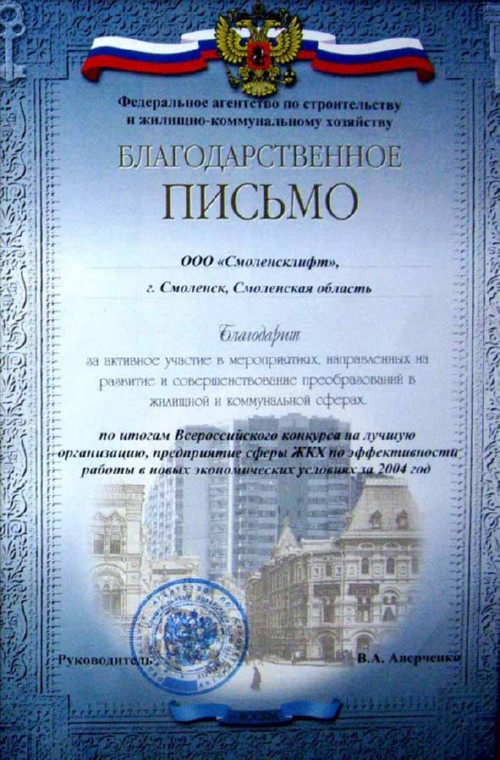 Федеральное агентство по строительству
и жилищно-коммунальному хозяйству
БЛАГОДАРСТВЕННОЕ
ПИСЬМО
ООО «Смоленсклифт»,
г. Смоленск, Смоленская область
Благодарит
за активное участие в мероприятиях, направленных на
развитие и совершенствование преобразований в
жилищной и коммунальной сферах.
по итогам Всероссийского конкурса на лучшую
организацию, предприятие сферы ЖКХ по эффективности
работы в новых экономических условиях за 2004 год
Руководитель
В.А. Аверченко